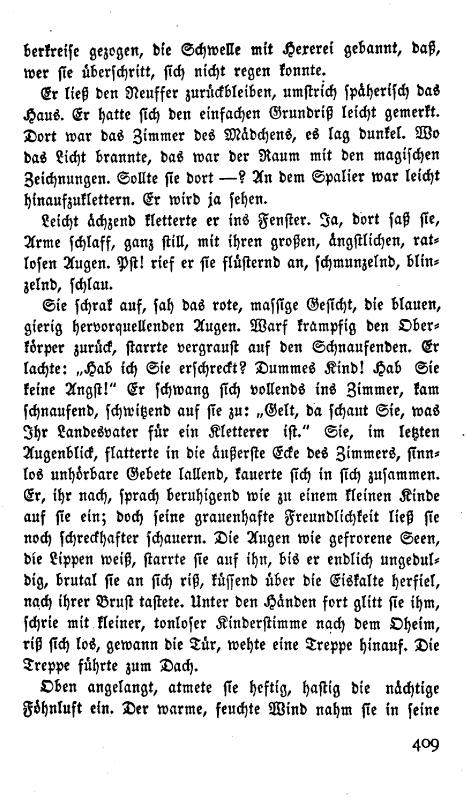 berkreise gezogen, die Schwelle mit Hexerei gebannt, daß,
wer sie überschritt, sich nicht regen konnte.
Er ließ den Neuffer zurückbleiben, umstrich späherisch das
Haus. Er hatte sich den einfachen Grundriß leicht gemerkt.
Dort war das Zimmer des Mädchens, es lag dunkel. Wo
das Licht brannte, das war der Raum mit den magischen
Zeichnungen. Sollte sie dort —? An dem Spalier war leicht
hinaufzuklettern. Er wird ja sehen.
Leicht ächzend kletterte er ins Fenster. Ja, dort saß sie,
Arme schlaff, ganz still, mit ihren großen, ängstlichen, rat-
losen Augen. Pst! rief er sie flüsternd an, schmunzelnd, blin-
zelnd, schlau.
Sie schrak auf, sah das rote, massige Gesicht, die blauen,
gierig hervorquellenden Augen. Warf krampfig den Ober-
körper zurück, starrte vergraust auf den Schnaufenden. Er
lachte: „Hab ich Sie erschreckt? Dummes Kind! Hab Sie
keine Angst!“ Er schwang sich vollends ins Zimmer, kam
schnaufend, schwitzend auf sie zu: „Gelt, da schaut Sie, was
Ihr Landesvater für ein Kletterer ist.“ Sie, im letzten
Augenblick, flatterte in die äußerste Ecke des Zimmers, sinn-
los unhörbare Gebete lallend, kauerte sich in sich zusammen.
Er, ihr nach, sprach beruhigend wie zu einem kleinen Kinde
auf sie ein; doch seine grauenhafte Freundlichkeit ließ sie
noch schreckhafter schauern. Die Augen wie gefrorene Seen,
die Lippen weiß, starrte sie auf ihn, bis er endlich ungedul-
dig, brutal sie an sich riß, küssend über die Eiskalte herfiel,
nach ihrer Brust tastete. Unter den Händen fort glitt sie ihm,
schrie mit kleiner, tonloser Kinderstimme nach dem Oheim,
riß sich los, gewann die Tür, wehte eine Treppe hinauf. Die
Treppe führte zum Dach.
Oben angelangt, atmete sie heftig, hastig die nächtige
Föhnluft ein. Der warme, feuchte Wind nahm sie in seine
409